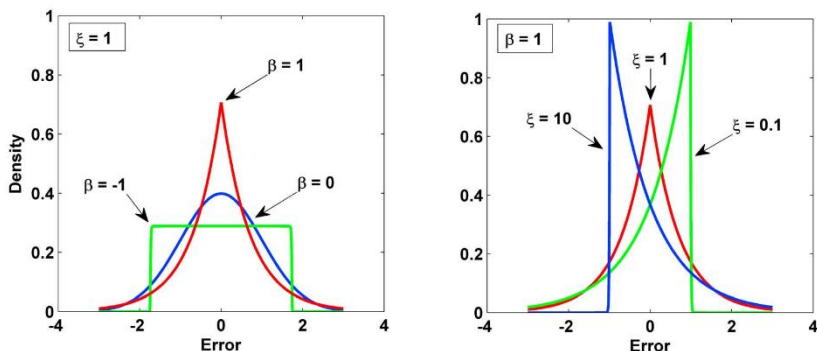 ξ = 1
β = 1
β = -1
β = 0
Density
1
0.8
0.6
0.4
0.2
0
-4 -2 0 2 4
Error
β = 1
ξ = 1
ξ = 10
ξ = 0.1
1
0.8
0.6
0.4
0.2
0
-4 -2 0 2 4
Error